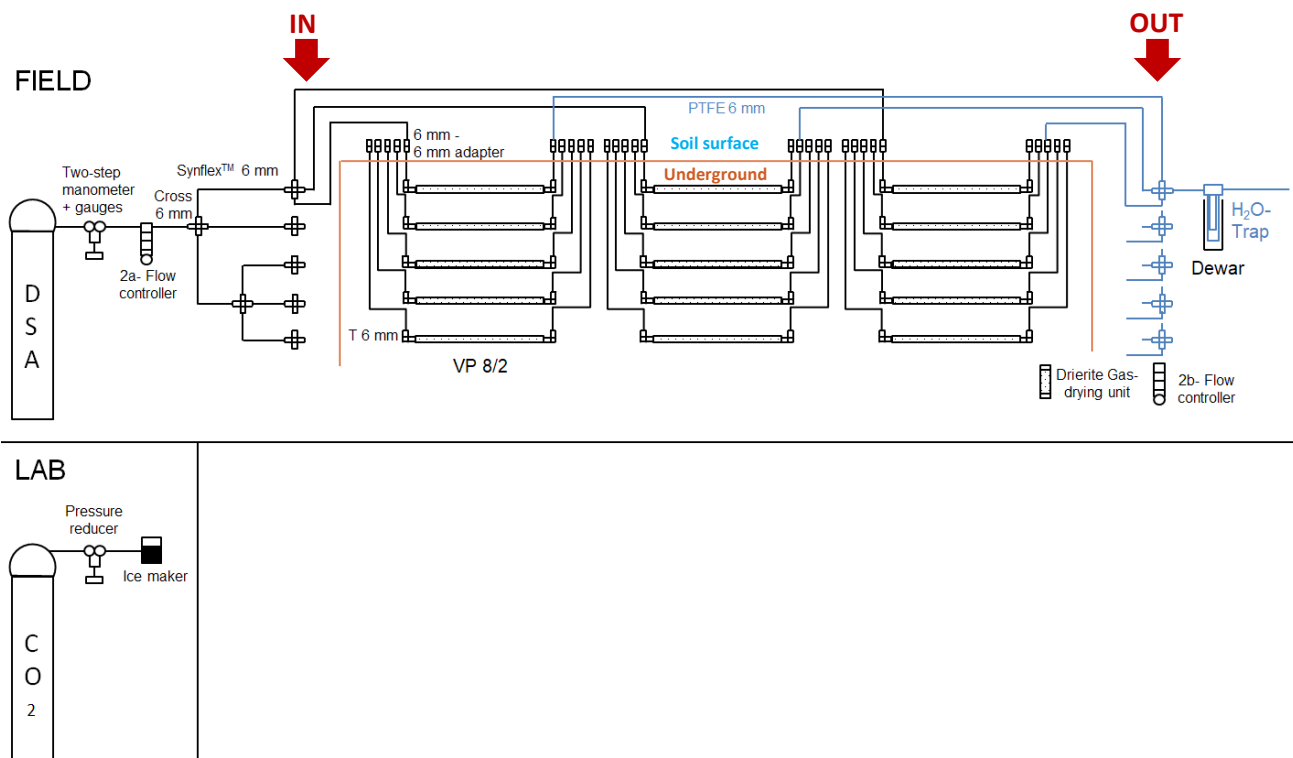 IN
OUT
FIELD
PTFE 6 mm
6 mm -
6 mm adapter
Soil surface
Underground
Two-step
manometer
+ gauges
Synflex™ 6 mm
Cross
6 mm
2a- Flow
controller
H₂O-
Trap
Dewar
D
S
A
T 6 mm
VP 8/2
Drierite Gas-
drying unit
2b- Flow
controller
LAB
Pressure
reducer
Ice maker
C
O
2